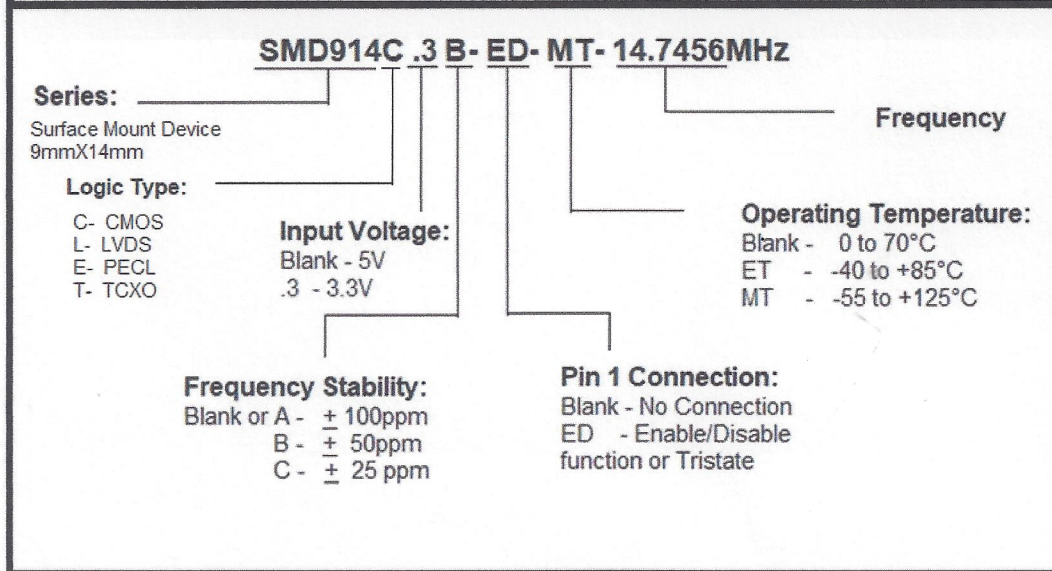 SMD914C .3 B- ED- MT- 14.7456MHz
Series:
Surface Mount Device
9mmX14mm
Logic Type:
C- CMOS
L- LVDS
E- PECL
T- TCXO
Input Voltage:
Blank - 5V
.3 - 3.3V
Frequency Stability:
Blank or A - ± 100ppm
B - ± 50ppm
C - ± 25 ppm
Pin 1 Connection:
Blank - No Connection
ED - Enable/Disable
function or Tristate
Operating Temperature:
Blank - 0 to 70°C
ET - -40 to +85°C
MT - -55 to +125°C
Frequency